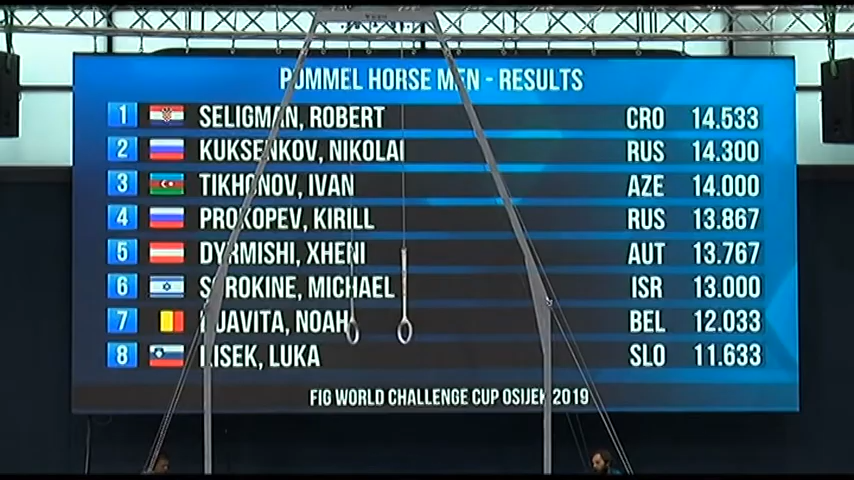 POMMEL HORSE MEN - RESULTS
1 SELIGMAN, ROBERT CRO 14.533
2 KUKSENKOV, NIKOLAI RUS 14.300
3 TIKHONOV, IVAN AZE 14.000
4 PROKOPEV, KIRILL RUS 13.867
5 DYRMISHI, XHENI AUT 13.767
6 SOROKINE, MICHAEL ISR 13.000
7 NOAH BEL 12.033
8 LUKA SLO 11.633
FIG WORLD CHALLENGE CUP OSIJEK 2019